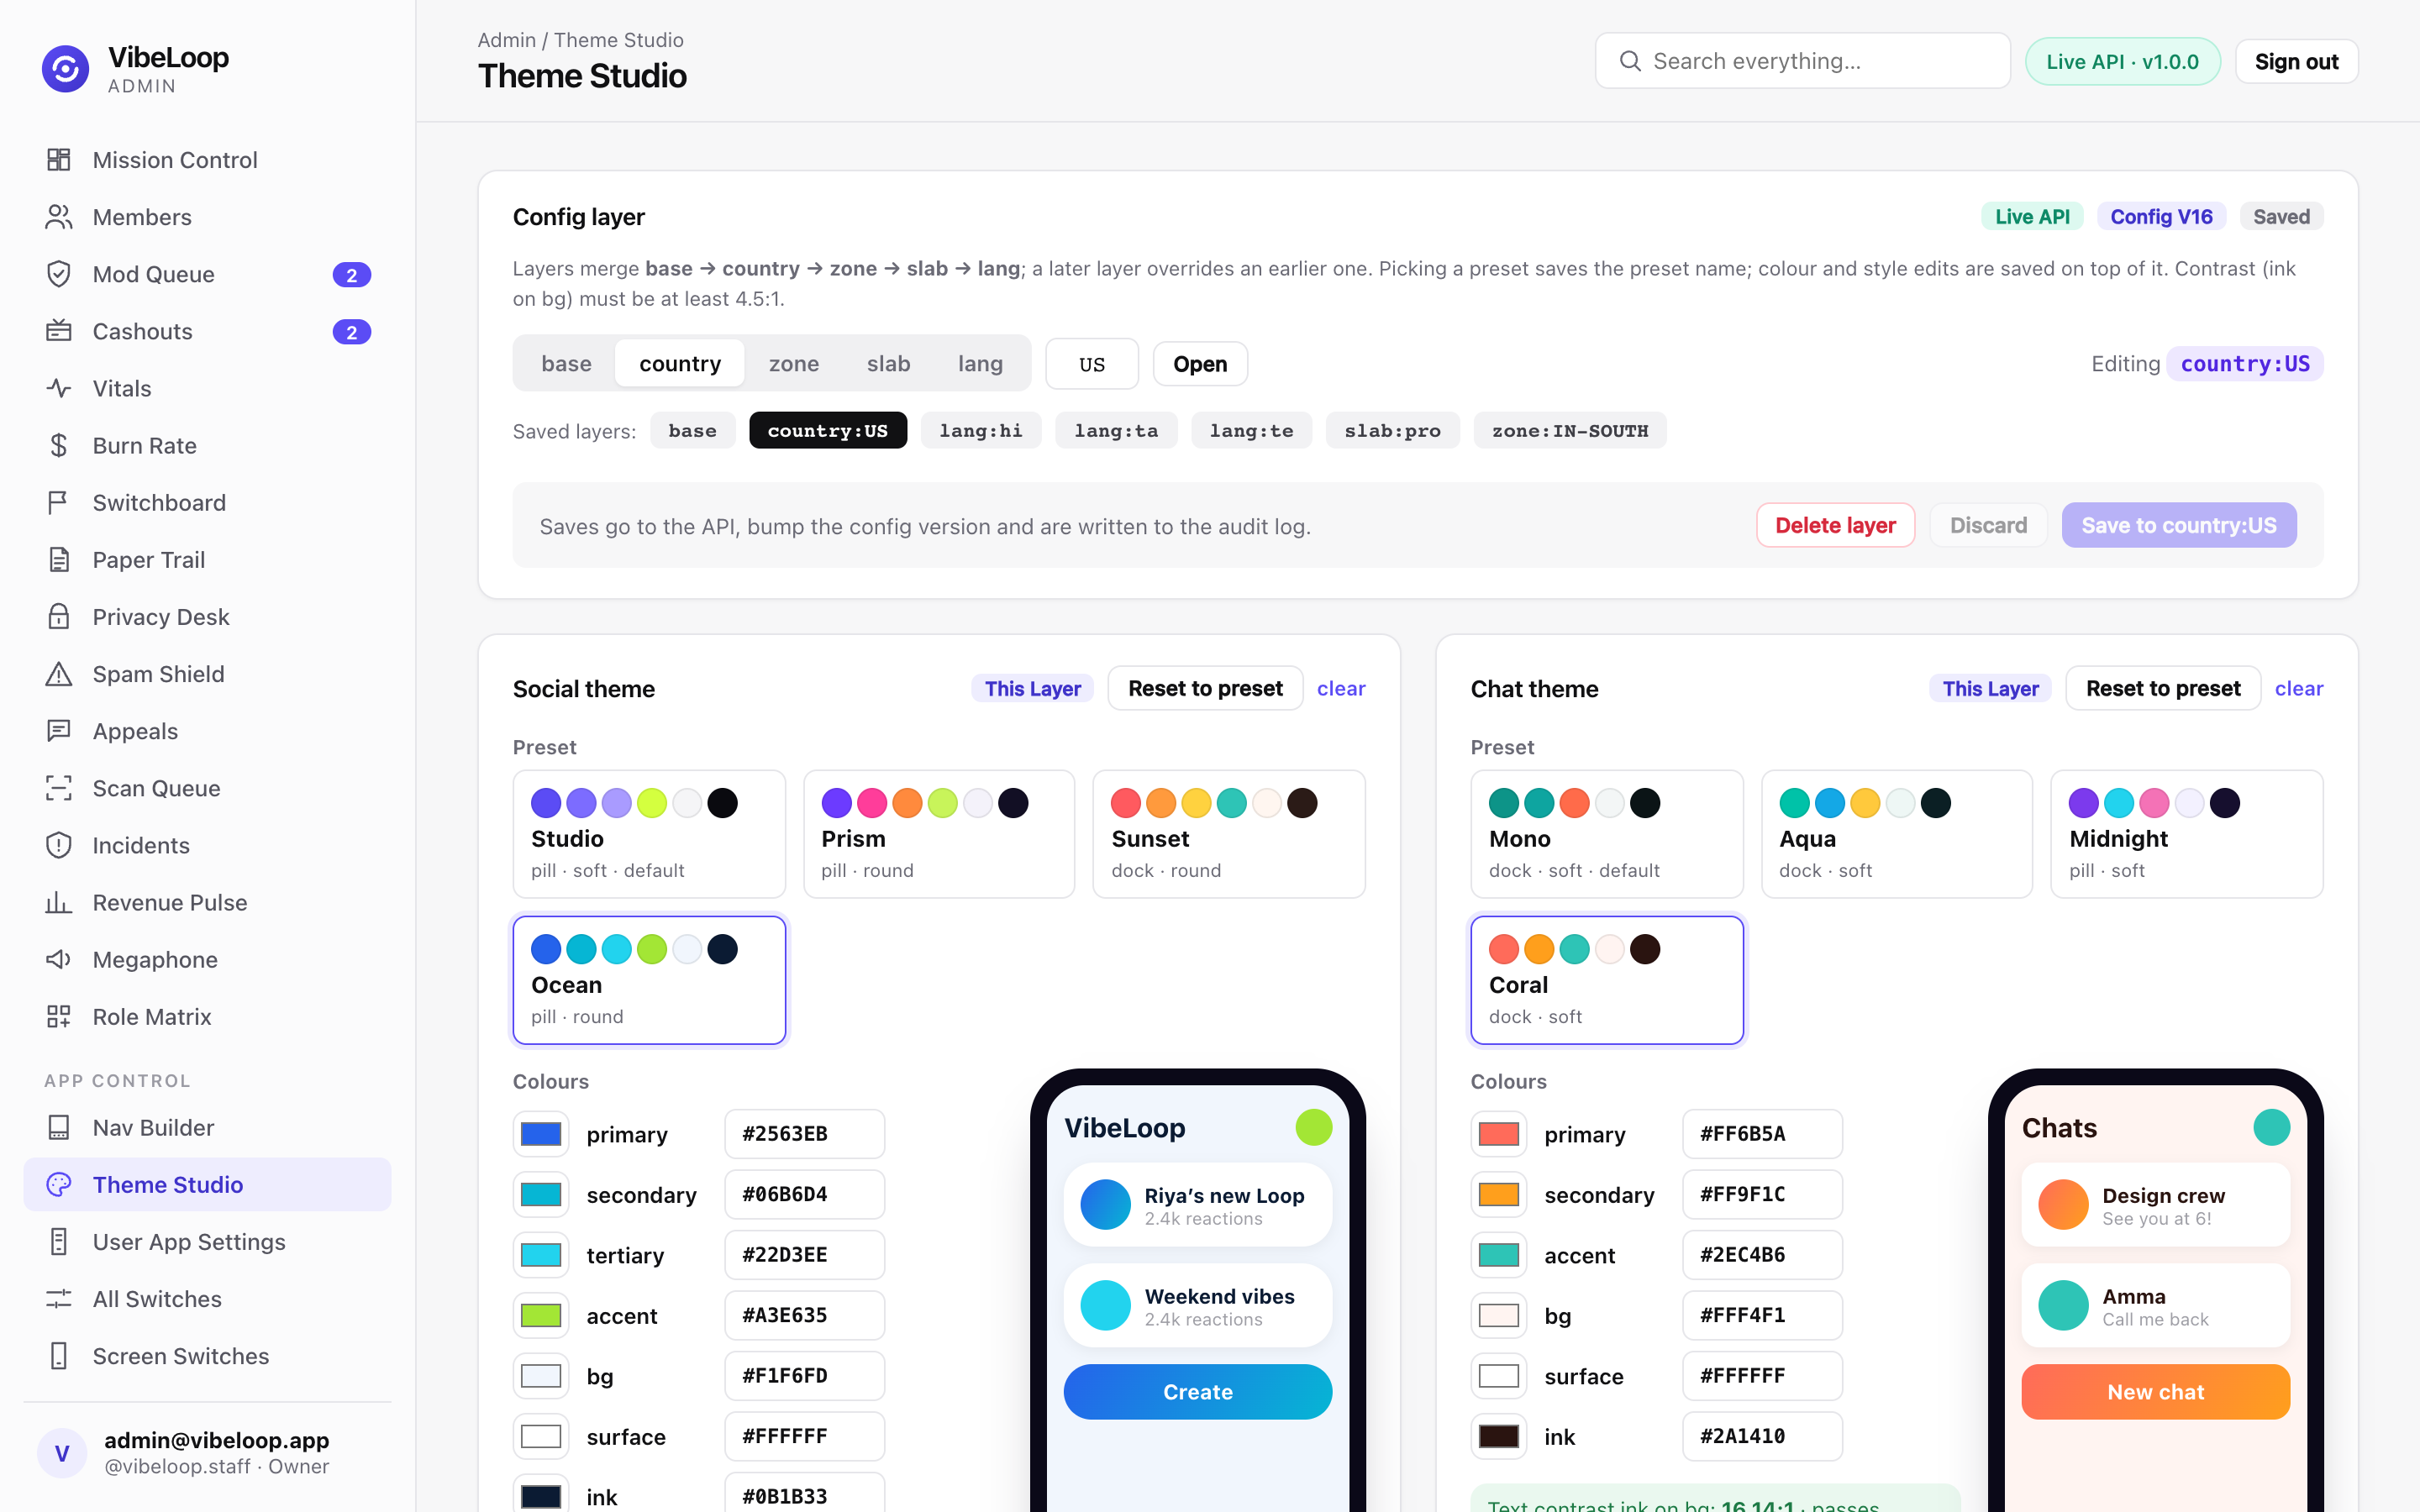 VibeLoop
ADMIN
Mission Control
Members
Mod Queue 2
Cashouts 2
Vitals
Burn Rate
Switchboard
Paper Trail
Privacy Desk
Spam Shield
Appeals
Scan Queue
Incidents
Revenue Pulse
Megaphone
Role Matrix
APP CONTROL
Nav Builder
Theme Studio
User App Settings
All Switches
Screen Switches
V
admin@vibeloop.app
@vibeloop.staff · Owner
Admin / Theme Studio
Theme Studio
Search everything...
Live API · v1.0.0
Sign out
Config layer
Live API
Config V16
Saved
Layers merge base → country → zone → slab → lang; a later layer overrides an earlier one. Picking a preset saves the preset name; colour and style edits are saved on top of it. Contrast (ink
on bg) must be at least 4.5:1.
base country zone slab lang US Open
Editing country:US
Saved layers: base country:US lang:hi lang:ta lang:te slab:pro zone:IN-SOUTH
Saves go to the API, bump the config version and are written to the audit log.
Delete layer Discard Save to country:US
Social theme
This Layer Reset to preset clear
Preset
Studio
pill · soft · default
Prism
pill · round
Sunset
dock · round
Ocean
pill · round
Colours
primary #2563EB
secondary #06B6D4
tertiary #22D3EE
accent #A3E635
bg #F1F6FD
surface #FFFFFF
ink #0B1B33
VibeLoop
Riya’s new Loop
2.4k reactions
Weekend vibes
2.4k reactions
Create
Chat theme
This Layer Reset to preset clear
Preset
Mono
dock · soft · default
Aqua
dock · soft
Midnight
pill · soft
Coral
dock · soft
Colours
primary #FF6B5A
secondary #FF9F1C
accent #2EC4B6
bg #FFF4F1
surface #FFFFFF
ink #2A1410
Text contrast ink on bg: 16.14:1 · passes
Chats
Design crew
See you at 6!
Amma
Call me back
New chat